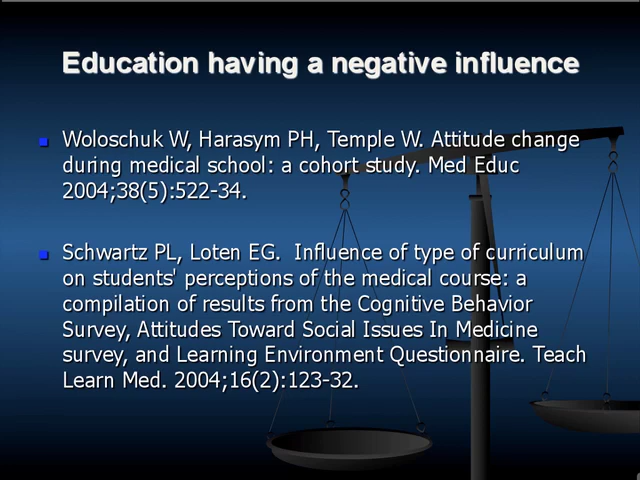 Education having a negative influence
Woloschuk W, Harasym PH, Temple W. Attitude change
during medical school: a cohort study. Med Educ
2004;38(5):522-34.
Schwartz PL, Loten EG.  Influence of type of curriculum
on students' perceptions of the medical course: a
compilation of results from the Cognitive Behavior
Survey, Attitudes Toward Social Issues In Medicine
survey, and Learning Environment Questionnaire. Teach
Learn Med. 2004;16(2):123-32.